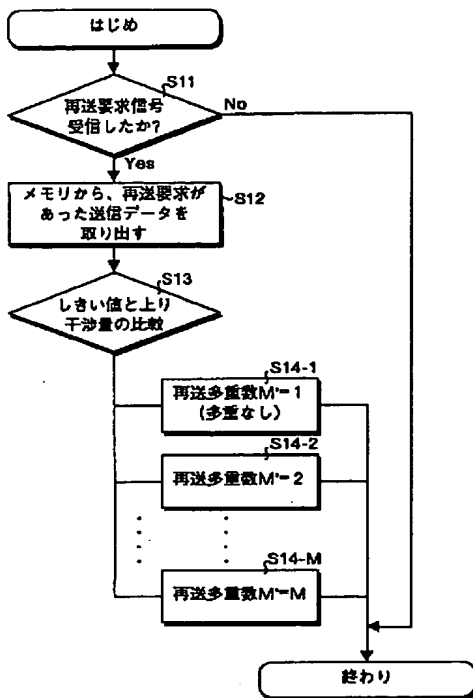 はじめ
S11
再送要求信号
受信したか?
No
Yes
メモリから、再送要求が
あった送信データを
取り出す
S12
S13
しきい値と上り
干渉量の比較
S14-1
再送多重数M'=1
(多重なし)
S14-2
再送多重数M'=2
S14-M
再送多重数M'=M
終わり